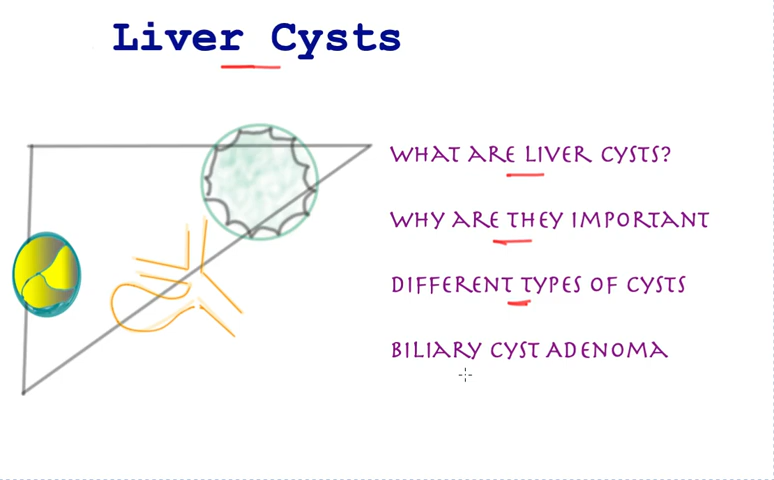 Liver Cysts
WHAT ARE LIVER CYSTS?
WHY ARE THEY IMPORTANT
DIFFERENT TYPES OF CYSTS
BILIARY CYST ADENOMA